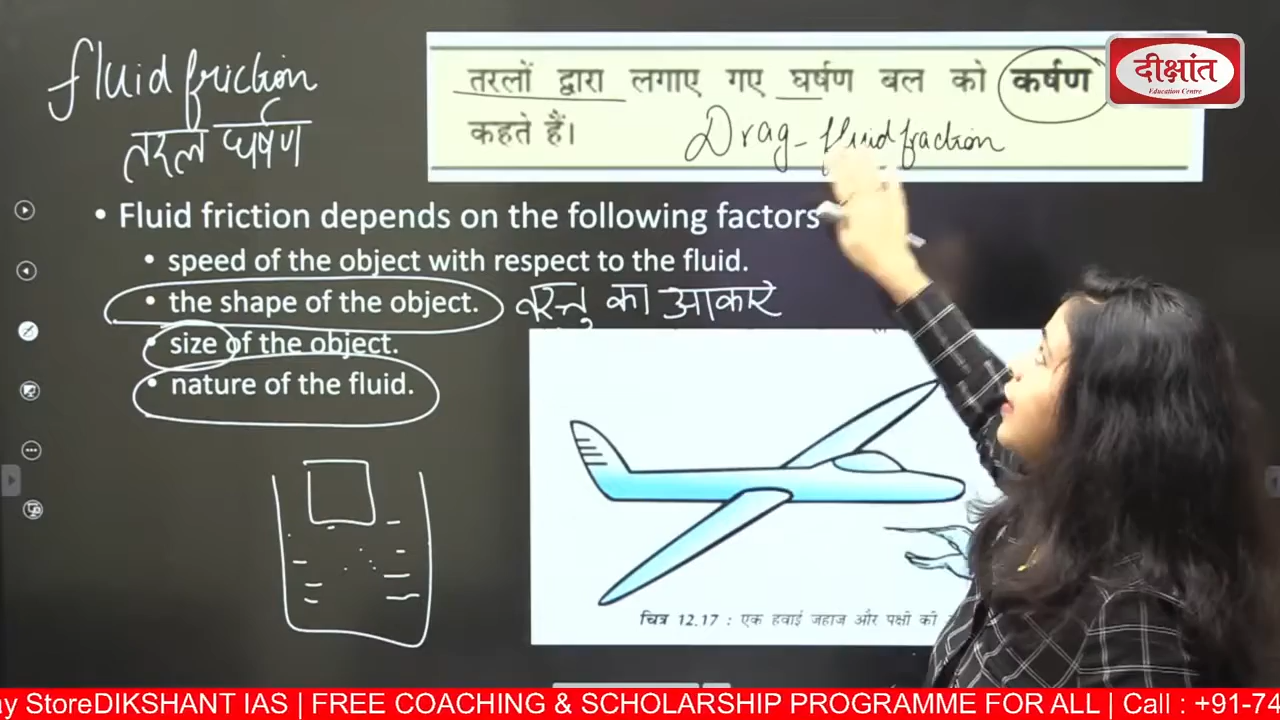 fluid friction
तरल घर्षण
तरलों द्वारा लगाए गए घर्षण बल को कर्षण
कहते हैं।
Drag - fluid fraction
दीक्षांत
Education Centre
• Fluid friction depends on the following factors
• speed of the object with respect to the fluid.
• the shape of the object.
वस्तु का आकार
• size of the object.
• nature of the fluid.
चित्र 12.17 : एक हवाई जहाज और पक्षी की
ay StoreDIKSHANT IAS | FREE COACHING & SCHOLARSHIP PROGRAMME FOR ALL | Call : +91-74